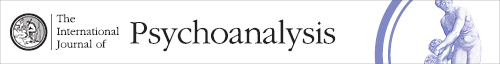 The
International
Journal of
Psychoanalysis